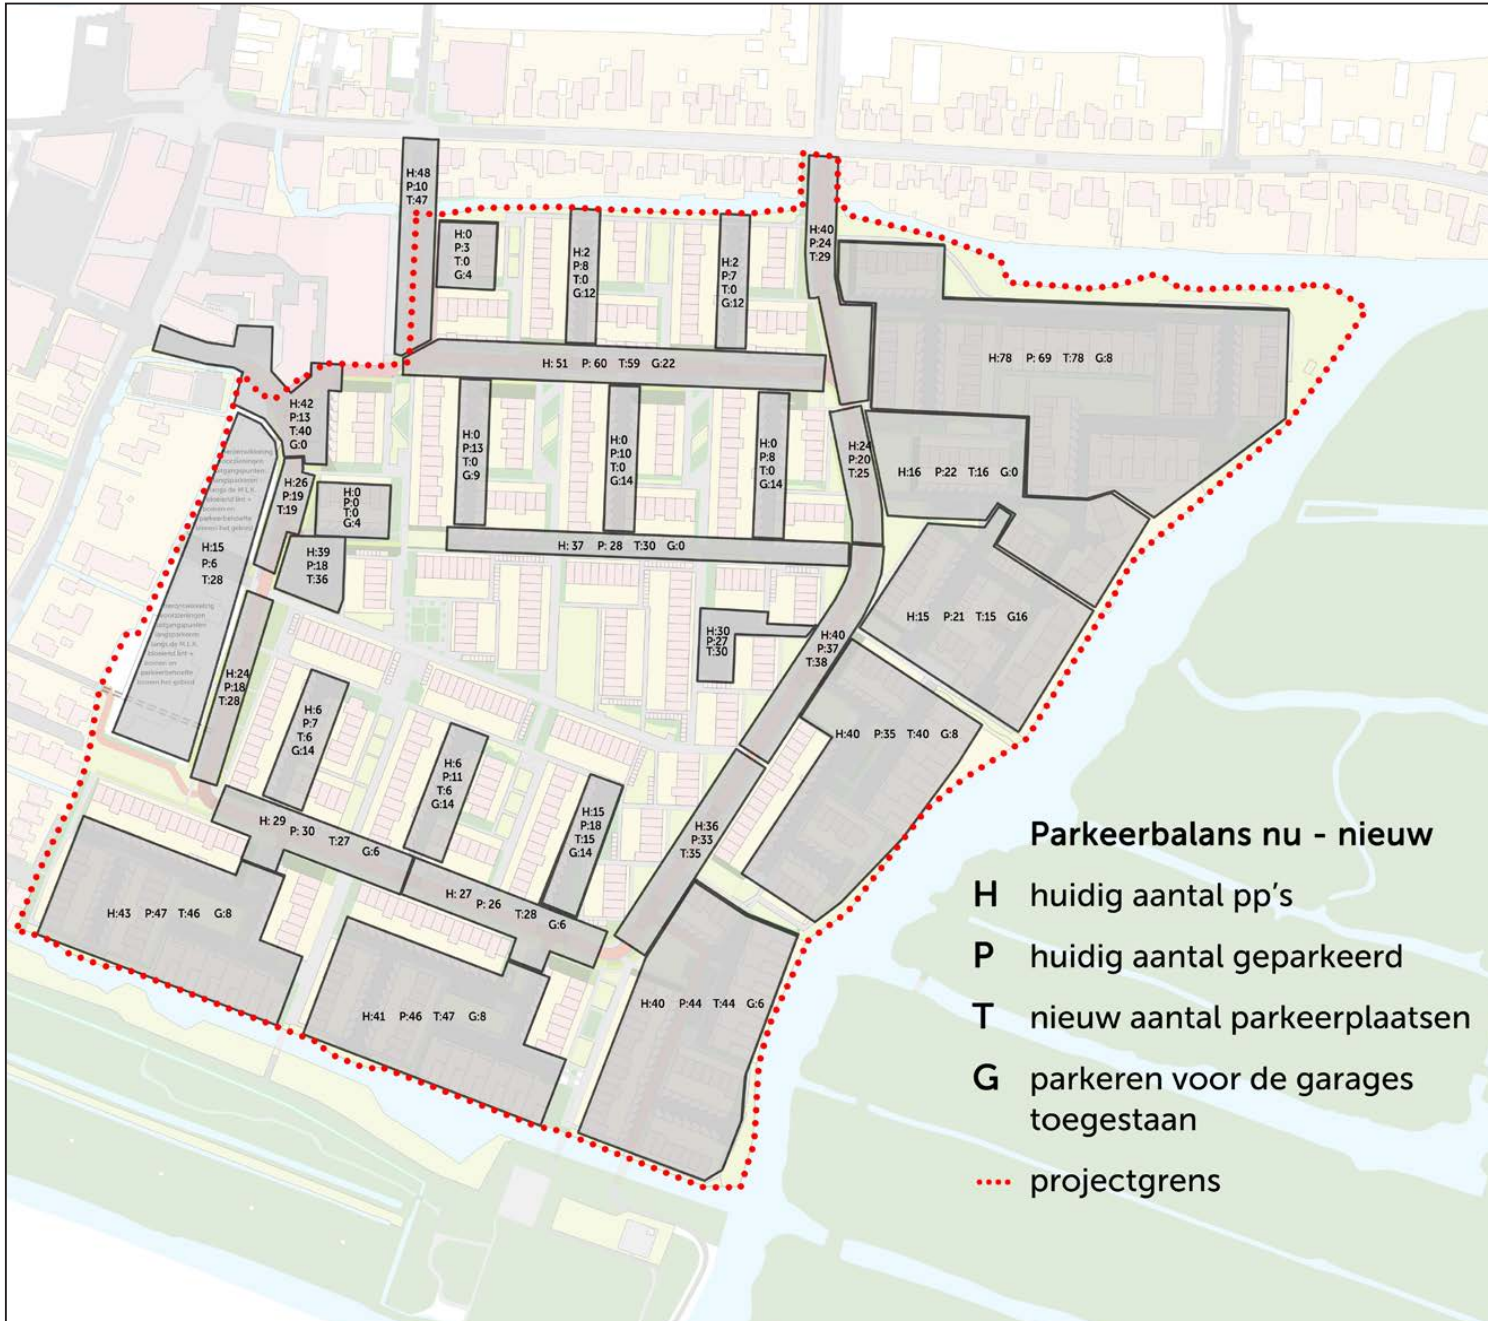 H:48
P:10
T:47
H:0
P:3
T:0
G:4
H:2
P:8
T:0
G:12
H:2
P:7
T:0
G:12
H:40
P:24
T:29
H: 51 P: 60 T:59 G:22
H:78 P: 69 T:78 G:8
H:42
P:13
T:40
G:0
H:0
P:13
T:0
G:9
H:0
P:10
T:0
G:14
H:0
P:8
T:0
G:14
H:24
P:20
T:25
H:16 P:22 T:16 G:0
H:26
P:19
T:19
H:0
P:0
T:0
G:4
H:39
P:18
T:36
H: 37 P: 28 T:30 G:0
H:15
P:6
T:28
H:15 P:21 T:15 G16
H:30
P:27
T:30
H:40
P:37
T:38
H:24
P:18
T:28
H:6
P:7
T:6
G:14
H:6
P:11
T:6
G:14
H:15
P:18
T:15
G:14
H:40 P:35 T:40 G:8
H:36
P:33
T:35
H: 29 P: 30 T:27 G:6
H: 27 P: 26 T:28 G:6
H:43 P:47 T:46 G:8
H:41 P:46 T:47 G:8
H:40 P:44 T:44 G:6
Parkeerbalans nu - nieuw
H huidig aantal pp's
P huidig aantal geparkeerd
T nieuw aantal parkeerplaatsen
G parkeren voor de garages
toegestaan
projectgrens